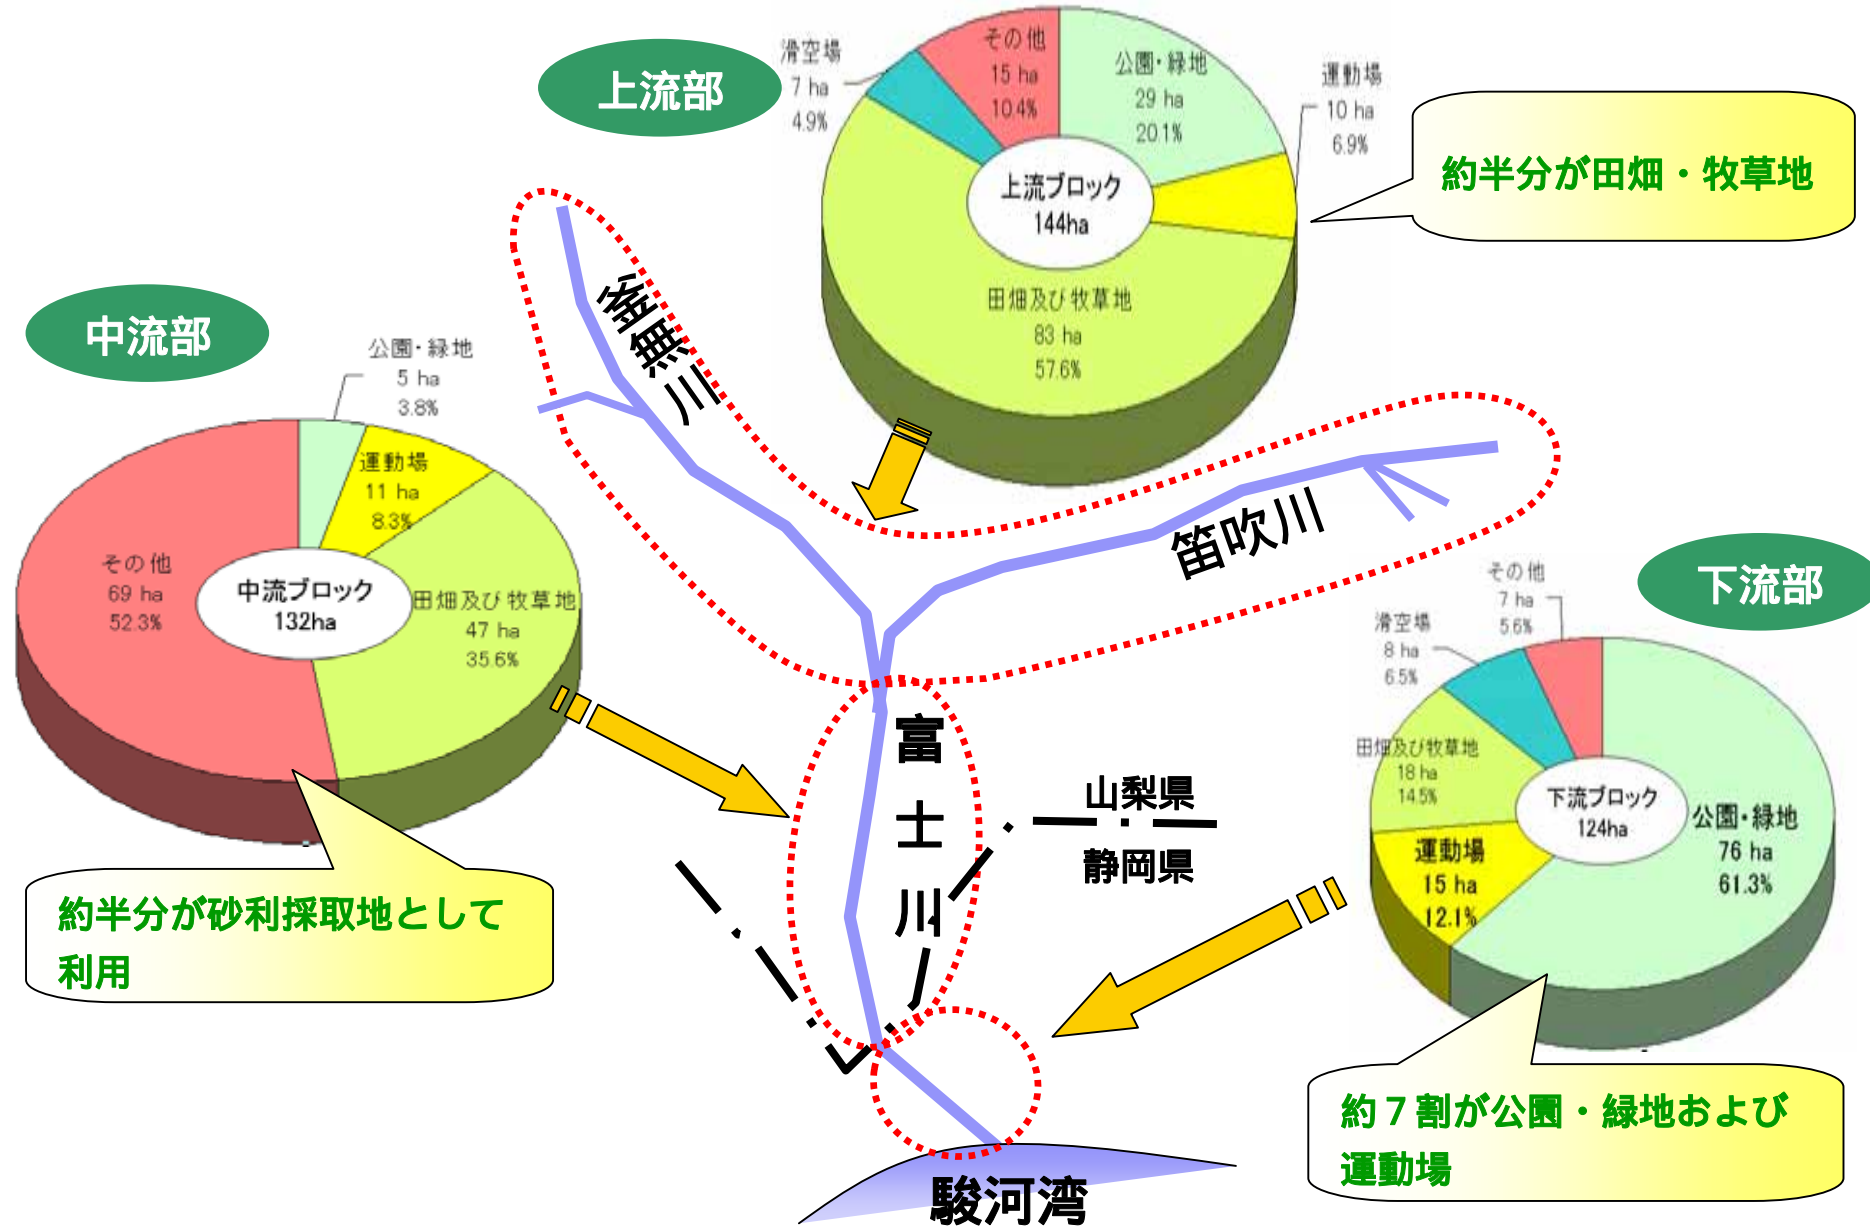 上流部
滑空場
7 ha
4.9%
その他
15 ha
10.4%
公園・緑地
29 ha
20.1%
運動場
10 ha
6.9%
上流ブロック
144ha
田畑及び牧草地
83 ha
57.6%
約半分が田畑・牧草地
中流部
公園・緑地
5 ha
3.8%
運動場
11 ha
8.3%
その他
69 ha
52.3%
中流ブロック
132ha
田畑及び牧草地
47 ha
35.6%
約半分が砂利採取地として
利用
釜無川
笛吹川
富士川
山梨県
静岡県
下流部
その他
7 ha
5.6%
滑空場
8 ha
6.5%
田畑及び牧草地
18 ha
14.5%
運動場
15 ha
12.1%
下流ブロック
124ha
公園・緑地
76 ha
61.3%
約７割が公園・緑地および
運動場
駿河湾